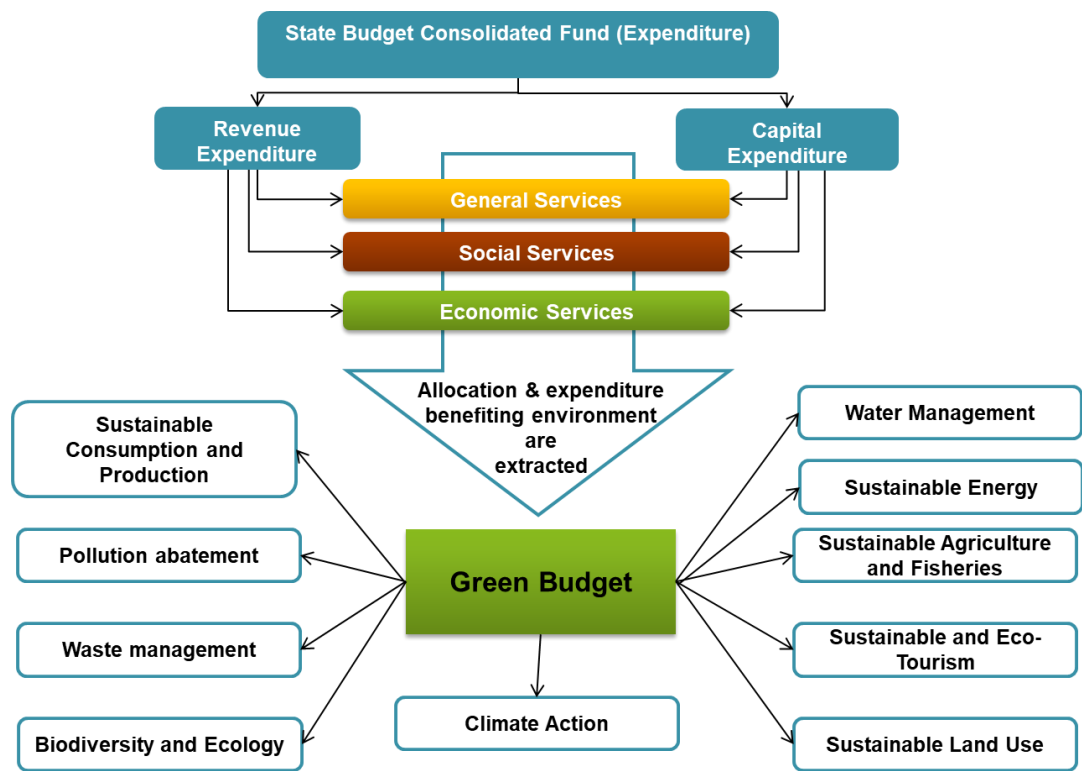 State Budget Consolidated Fund (Expenditure)
Revenue
Expenditure
Capital
Expenditure
General Services
Social Services
Economic Services
Allocation & expenditure
benefiting environment
are
extracted
Sustainable
Consumption and
Production
Pollution abatement
Waste management
Biodiversity and Ecology
Green Budget
Climate Action
Water Management
Sustainable Energy
Sustainable Agriculture
and Fisheries
Sustainable and Eco-
Tourism
Sustainable Land Use